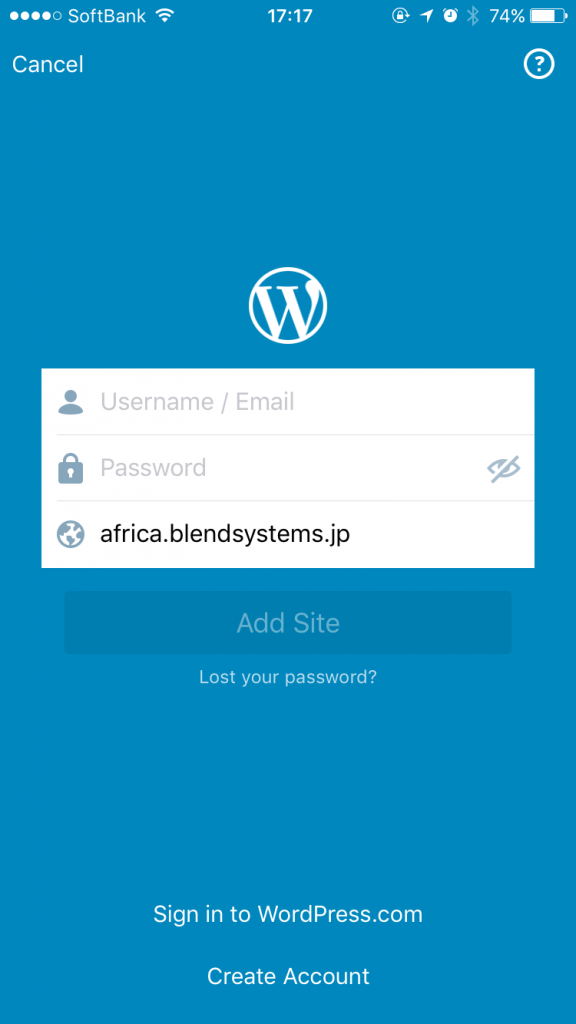 SoftBank 17:17 74%
Cancel ?
Username / Email
Password
africa.blendsystems.jp
Add Site
Lost your password?
Sign in to WordPress.com
Create Account